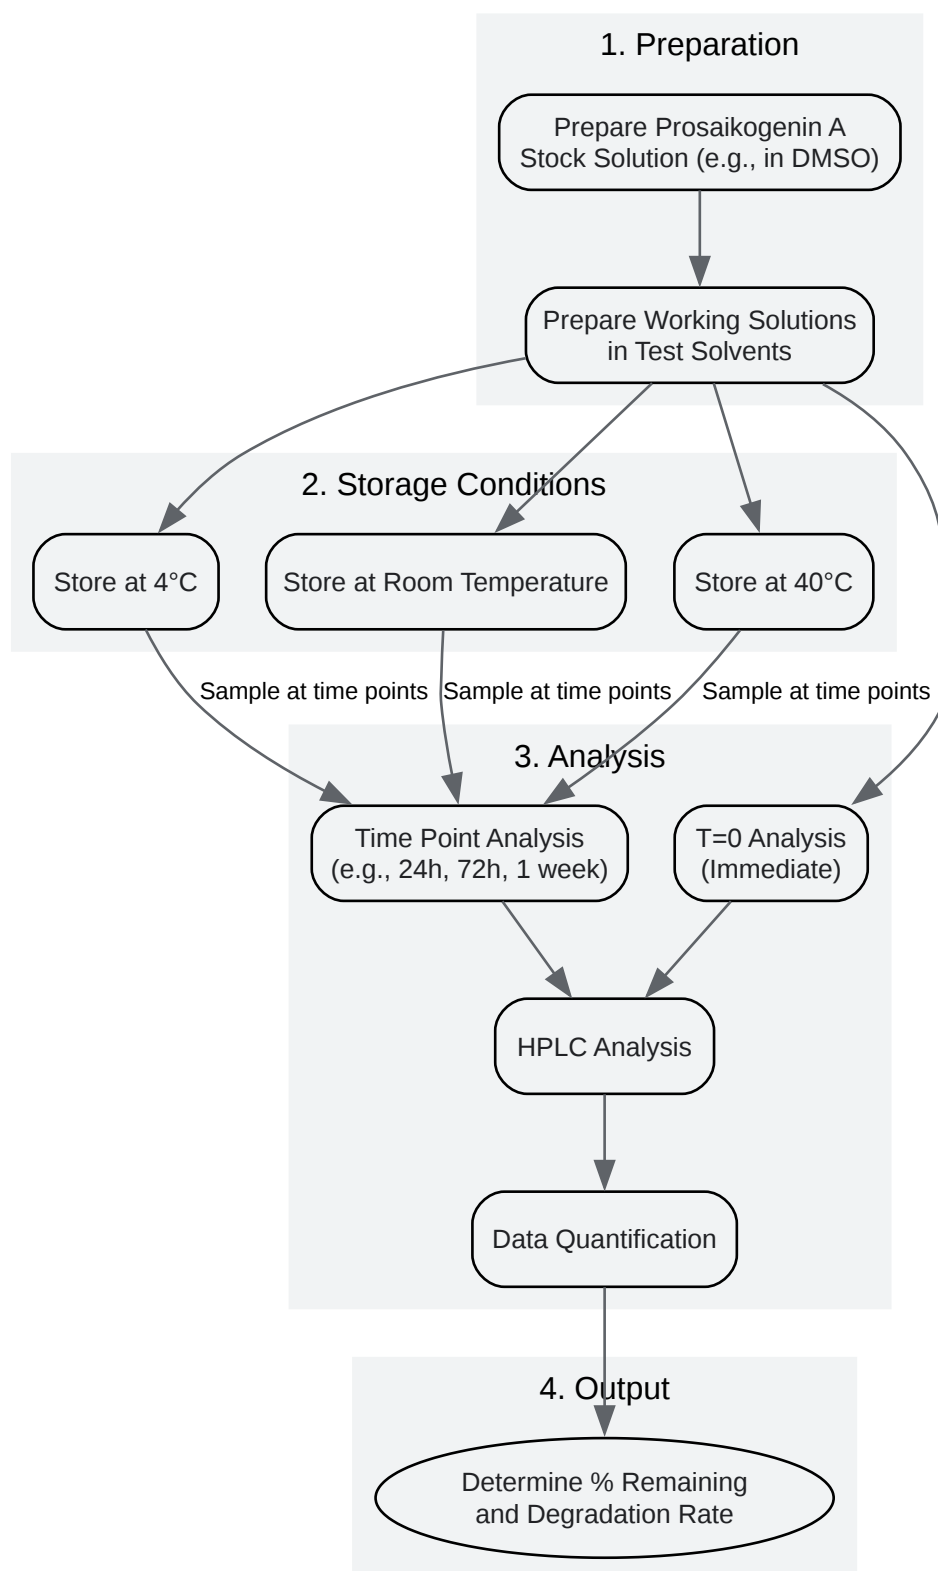 1. Preparation
Prepare Prosaikogenin A
Stock Solution (e.g., in DMSO)
Prepare Working Solutions
in Test Solvents
2. Storage Conditions
Store at 4°C
Store at Room Temperature
Store at 40°C
Sample at time points
Sample at time points
Sample at time points
3. Analysis
Time Point Analysis
(e.g., 24h, 72h, 1 week)
T=0 Analysis
(Immediate)
HPLC Analysis
Data Quantification
4. Output
Determine % Remaining
and Degradation Rate